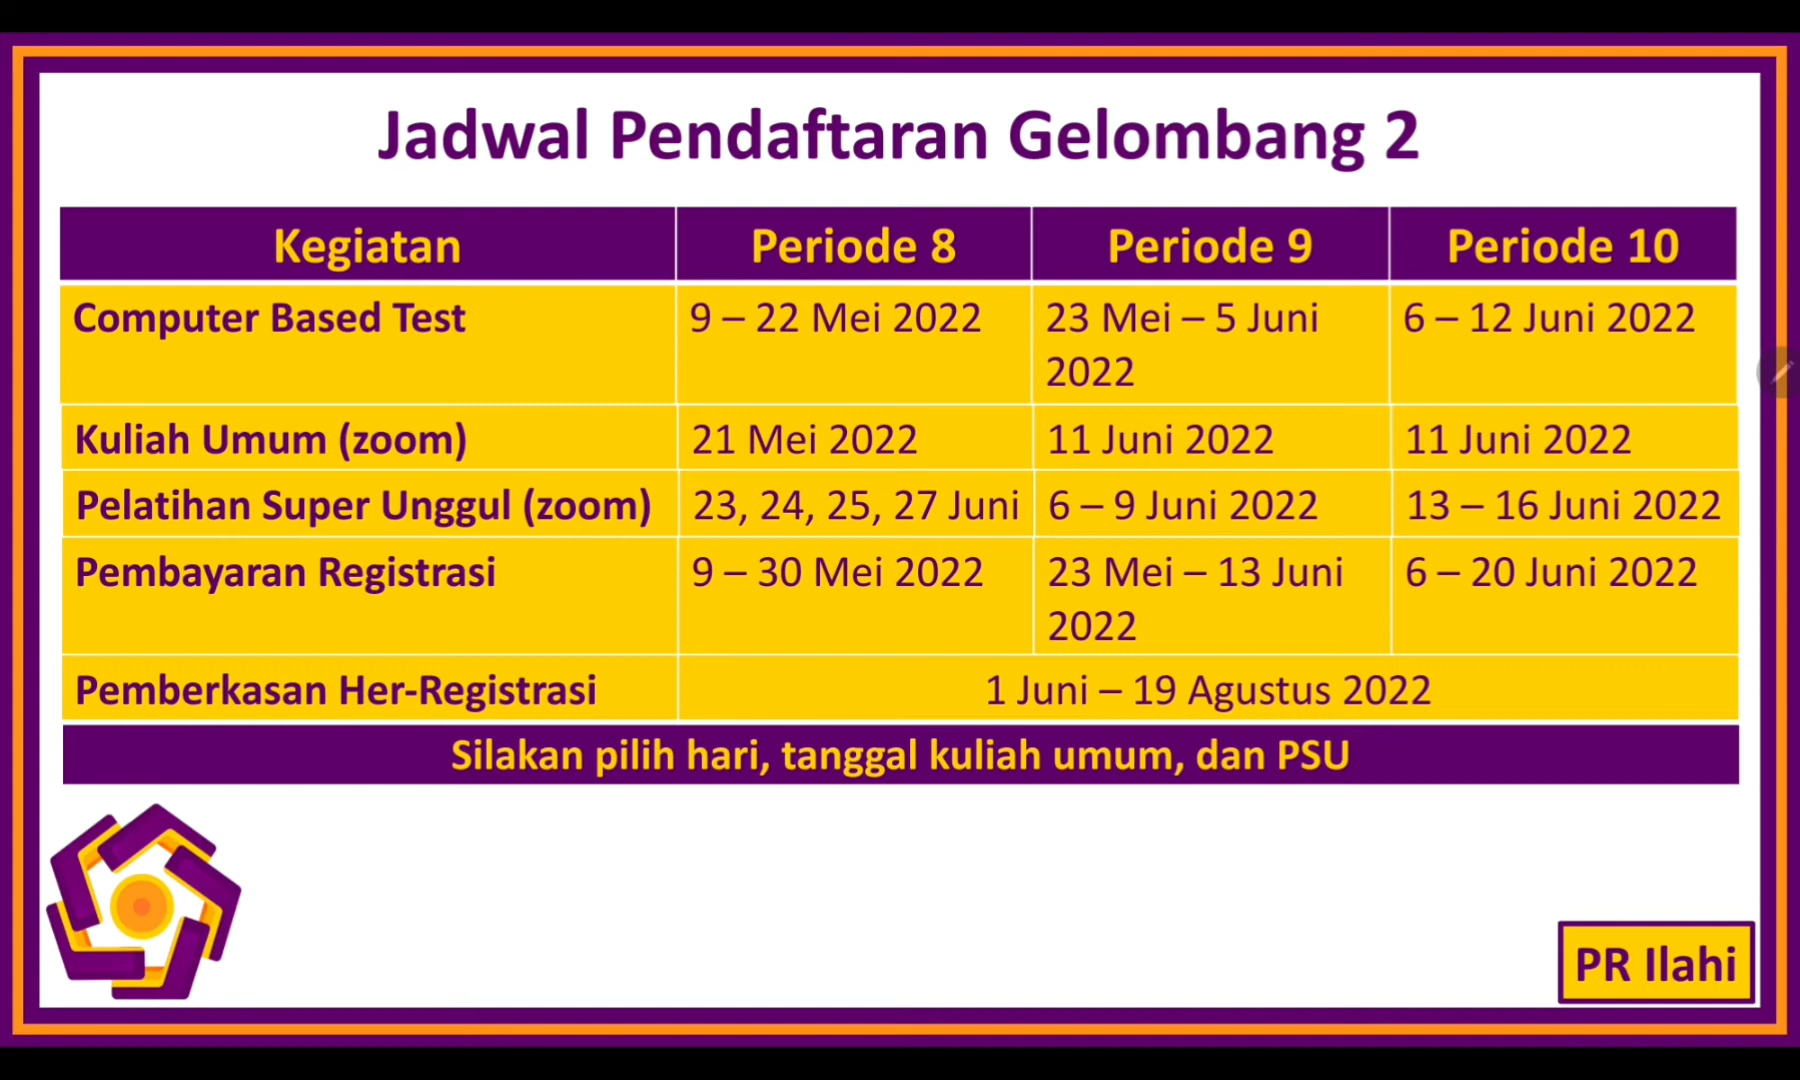 Jadwal Pendaftaran Gelombang 2
Kegiatan Periode 8 Periode 9 Periode 10
Computer Based Test 9 – 22 Mei 2022 23 Mei – 5 Juni 2022 6 – 12 Juni 2022
Kuliah Umum (zoom) 21 Mei 2022 11 Juni 2022 11 Juni 2022
Pelatihan Super Unggul (zoom) 23, 24, 25, 27 Juni 6 – 9 Juni 2022 13 – 16 Juni 2022
Pembayaran Registrasi 9 – 30 Mei 2022 23 Mei – 13 Juni 2022 6 – 20 Juni 2022
Pemberkasan Her-Registrasi 1 Juni – 19 Agustus 2022
Silakan pilih hari, tanggal kuliah umum, dan PSU
PR Ilahi